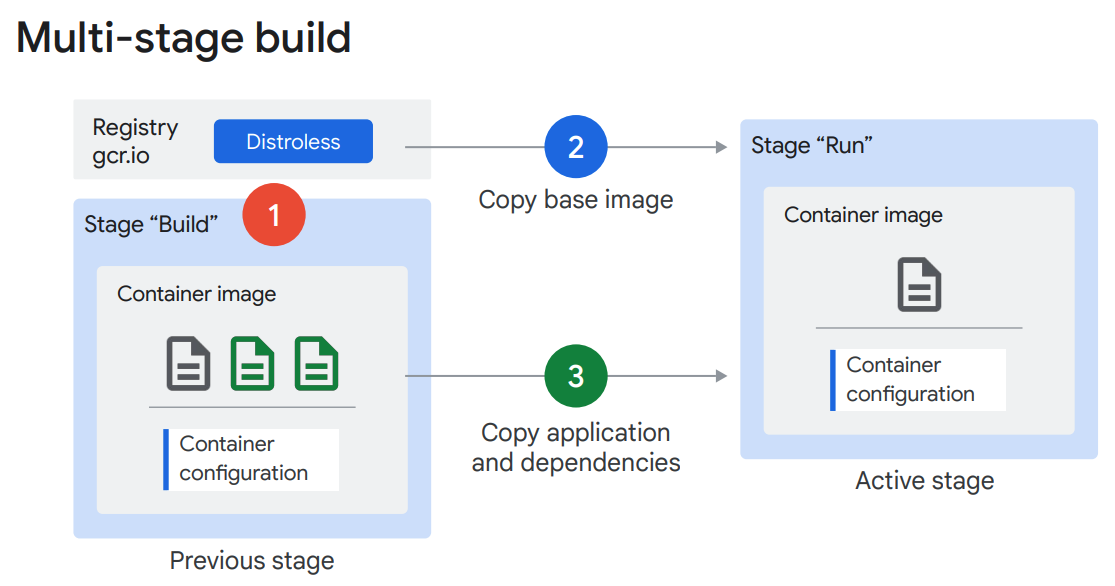 Multi-stage build
Registry
gcr.io
Distroless
2
Copy base image
Stage “Run”
Container image
Container
configuration
Active stage
Stage “Build”
1
Container image
Container
configuration
Previous stage
3
Copy application
and dependencies